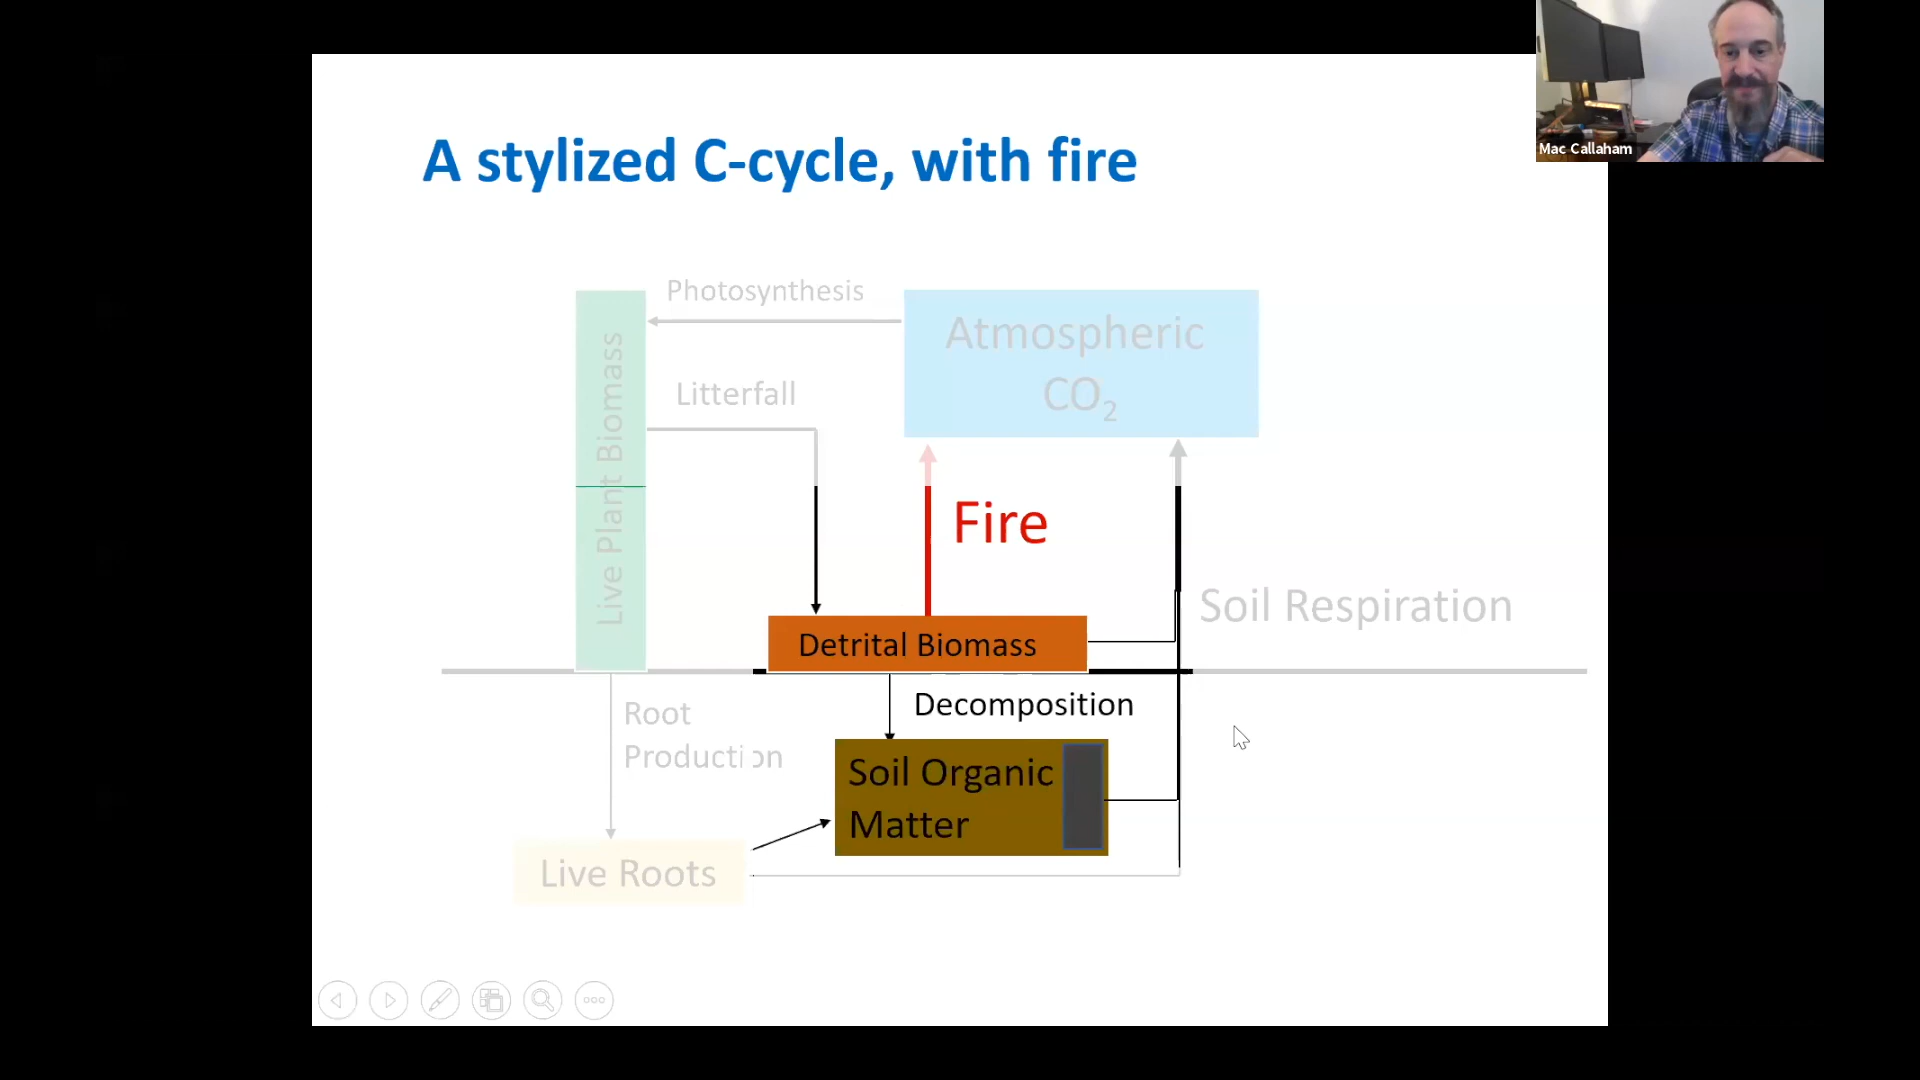 Mac Callaham
A stylized C-cycle, with fire
Photosynthesis
Atmospheric
CO₂
Litterfall
Live Plant Biomass
Fire
Soil Respiration
Detrital Biomass
Decomposition
Root
Production
Soil Organic
Matter
Live Roots